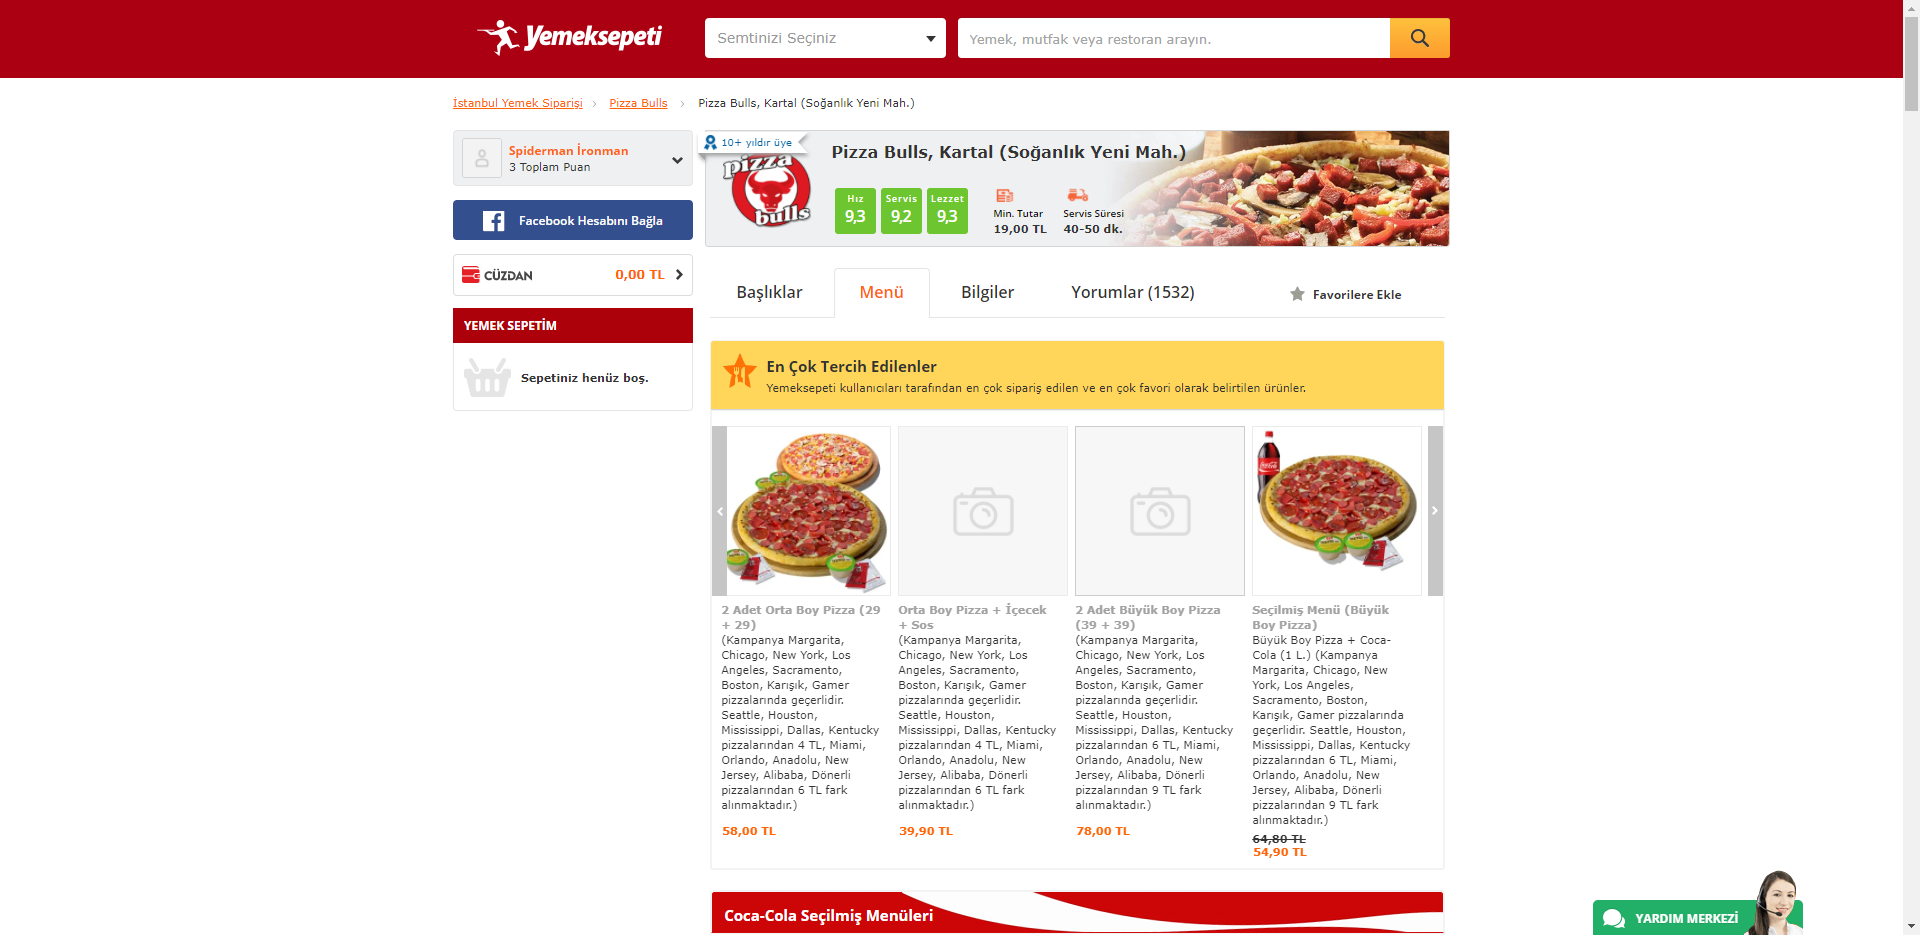 Yemeksepeti
Semtinizi Seçiniz
Yemek, mutfak veya restoran arayın.
İstanbul Yemek Siparişi › Pizza Bulls › Pizza Bulls, Kartal (Soğanlık Yeni Mah.)
Spiderman İronman
3 Toplam Puan
Facebook Hesabını Bağla
CÜZDAN 0,00 TL
YEMEK SEPETİM
Sepetiniz henüz boş.
10+ yıldır üye
pizza
bulls
Pizza Bulls, Kartal (Soğanlık Yeni Mah.)
Hız
9,3
Servis
9,2
Lezzet
9,3
Min. Tutar
19,00 TL
Servis Süresi
40-50 dk.
Başlıklar
Menü
Bilgiler
Yorumlar (1532)
Favorilere Ekle
En Çok Tercih Edilenler
Yemeksepeti kullanıcıları tarafından en çok sipariş edilen ve en çok favori olarak belirtilen ürünler.
2 Adet Orta Boy Pizza (29
+ 29)
(Kampanya Margarita,
Chicago, New York, Los
Angeles, Sacramento,
Boston, Karışık, Gamer
pizzalarında geçerlidir.
Seattle, Houston,
Mississippi, Dallas, Kentucky
pizzalarından 4 TL, Miami,
Orlando, Anadolu, New
Jersey, Alibaba, Dönerli
pizzalarından 6 TL fark
alınmaktadır.)
58,00 TL
Orta Boy Pizza + İçecek
+ Sos
(Kampanya Margarita,
Chicago, New York, Los
Angeles, Sacramento,
Boston, Karışık, Gamer
pizzalarında geçerlidir.
Seattle, Houston,
Mississippi, Dallas, Kentucky
pizzalarından 4 TL, Miami,
Orlando, Anadolu, New
Jersey, Alibaba, Dönerli
pizzalarından 6 TL fark
alınmaktadır.)
39,90 TL
2 Adet Büyük Boy Pizza
(39 + 39)
(Kampanya Margarita,
Chicago, New York, Los
Angeles, Sacramento,
Boston, Karışık, Gamer
pizzalarında geçerlidir.
Seattle, Houston,
Mississippi, Dallas, Kentucky
pizzalarından 6 TL, Miami,
Orlando, Anadolu, New
Jersey, Alibaba, Dönerli
pizzalarından 9 TL fark
alınmaktadır.)
78,00 TL
Seçilmiş Menü (Büyük
Boy Pizza)
Büyük Boy Pizza + Coca-
Cola (1 L.) (Kampanya
Margarita, Chicago, New
York, Los Angeles,
Sacramento, Boston,
Karışık, Gamer pizzalarında
geçerlidir. Seattle, Houston,
Mississippi, Dallas, Kentucky
pizzalarından 6 TL, Miami,
Orlando, Anadolu, New
Jersey, Alibaba, Dönerli
pizzalarından 9 TL fark
alınmaktadır.)
64,80 TL
54,90 TL
Coca-Cola Seçilmiş Menüleri
YARDIM MERKEZİ